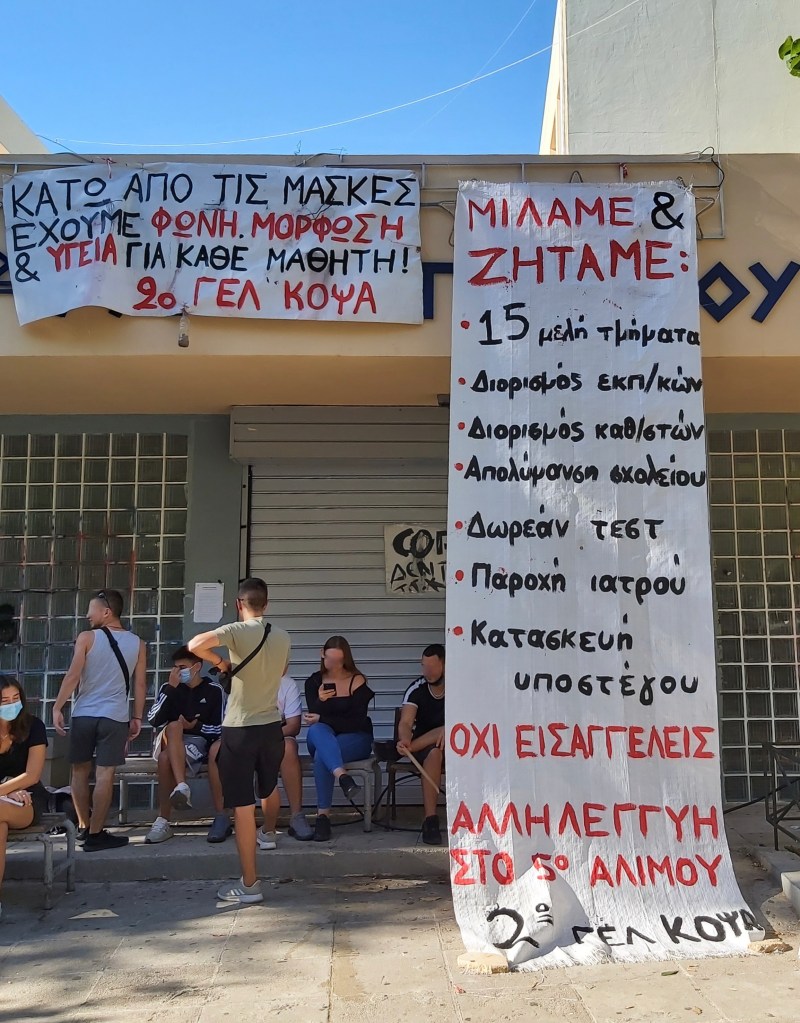 ΚΑΤΩ ΑΠΟ ΤΙΣ ΜΑΣΚΕΣ
ΕΧΟΥΜΕ ΦΩΝΗ. ΜΟΡΦΩΣΗ
& ΥΓΕΙΑ ΓΙΑ ΚΑΘΕ ΜΑΘΗΤΗ!
2ο ΓΕΛ ΚΟΨΑ
ΜΙΛΑΜΕ &
ΖΗΤΑΜΕ:
• 15 μελή τμήματα
• Διορισμός εκπ/κών
• Διορισμός καθ/στών
• Απολύμανση σχολείου
• Δωρεάν τεστ
• Παροχή ιατρού
• Κατασκευή
υποστέγου
ΟΧΙ ΕΙΣΑΓΓΕΛΕΙΣ
ΑΛΛΗΛΕΓΓΥΗ
ΣΤΟ 5ο ΑΛΙΜΟΥ
2ο ΓΕΛ ΚΟΨΑ